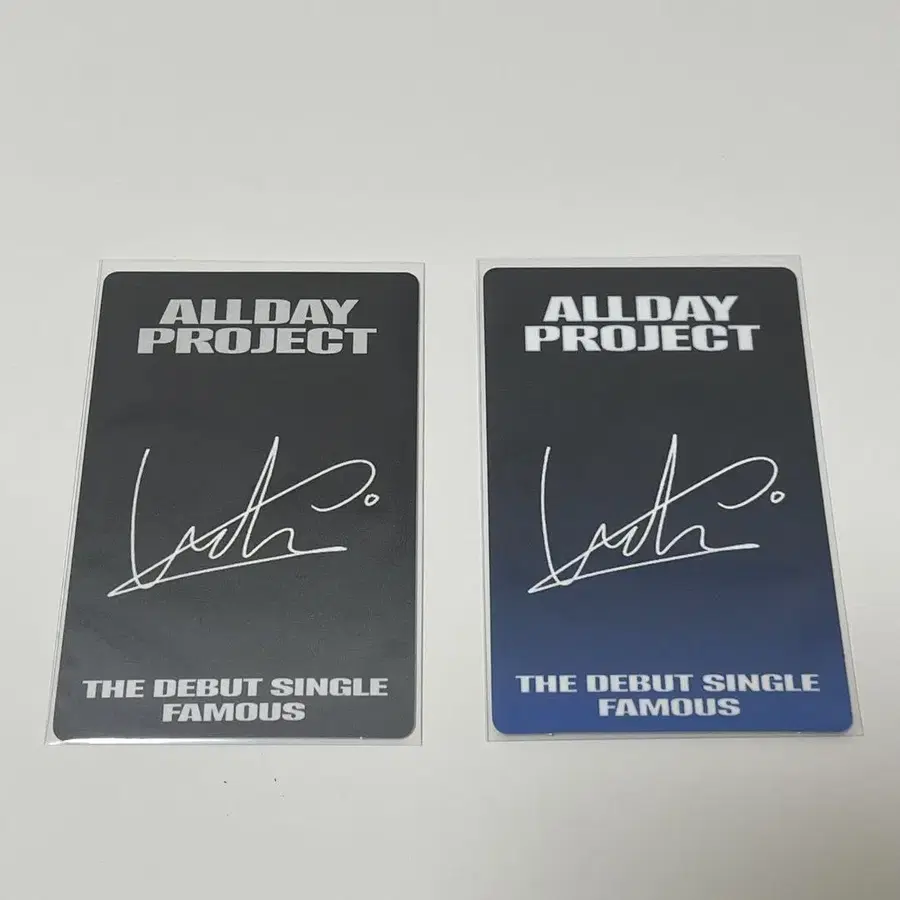 ALLDAY
PROJECT
THE DEBUT SINGLE
FAMOUS
ALLDAY
PROJECT
THE DEBUT SINGLE
FAMOUS